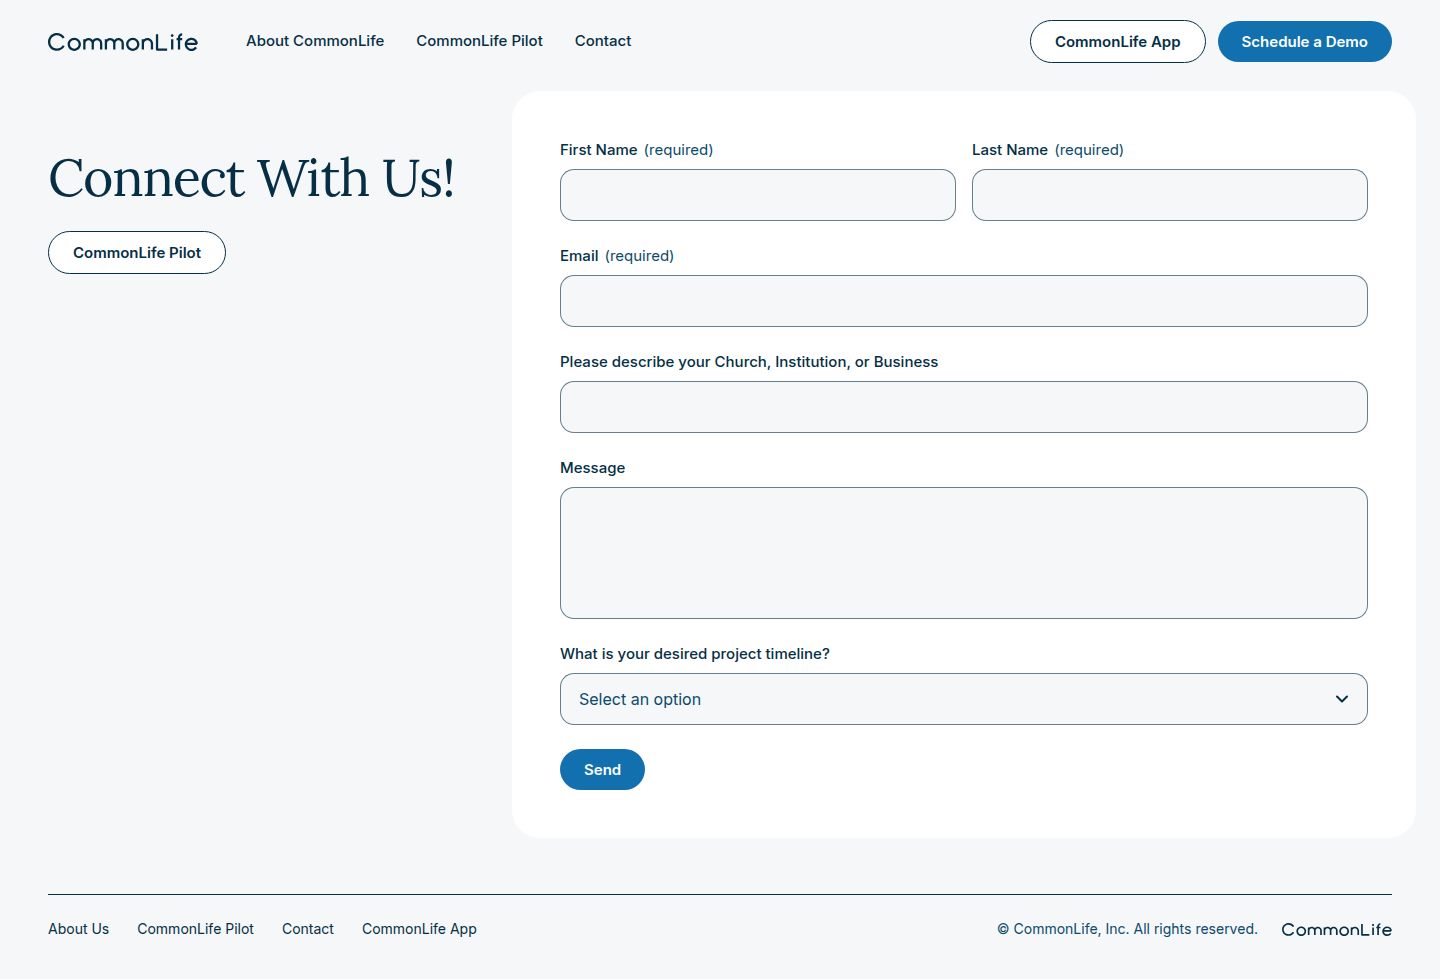 CommonLife
About CommonLife
CommonLife Pilot
Contact
CommonLife App
Schedule a Demo
Connect With Us!
CommonLife Pilot
First Name (required)
Last Name (required)
Email (required)
Please describe your Church, Institution, or Business
Message
What is your desired project timeline?
Select an option
Send
About Us
CommonLife Pilot
Contact
CommonLife App
© CommonLife, Inc. All rights reserved.
CommonLife